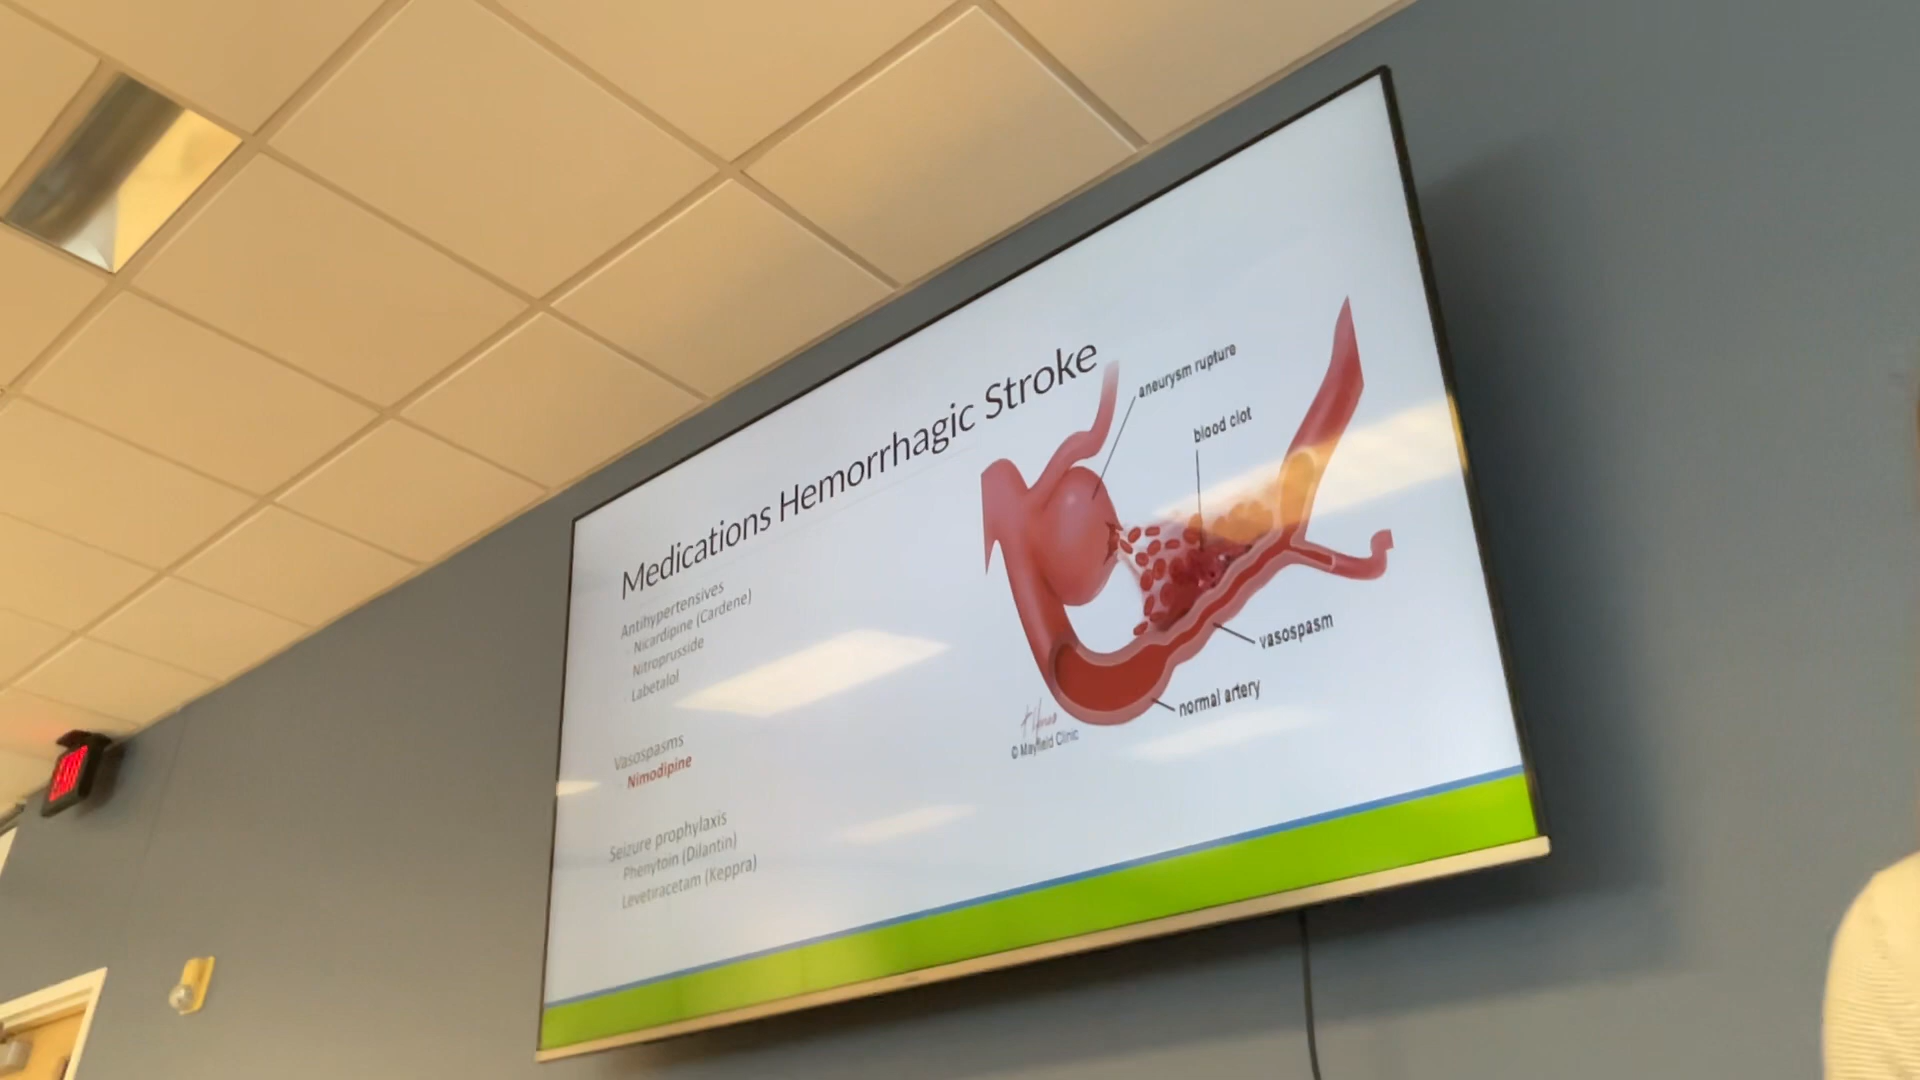 Medications Hemorrhagic Stroke
Antihypertensives
Nicardipine (Cardene)
Nitroprusside
Labetalol
Vasospasms
Nimodipine
Seizure prophylaxis
Phenytoin (Dilantin)
Levetiracetam (Keppra)
aneurysm rupture
blood clot
vasospasm
normal artery
© Mayfield Clinic